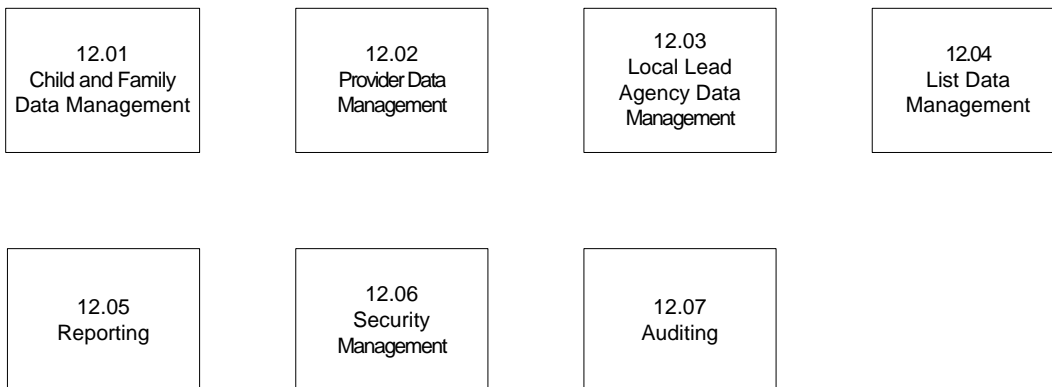 12.01
Child and Family
Data Management
12.02
Provider Data
Management
12.03
Local Lead
Agency Data
Management
12.04
List Data
Management
12.05
Reporting
12.06
Security
Management
12.07
Auditing